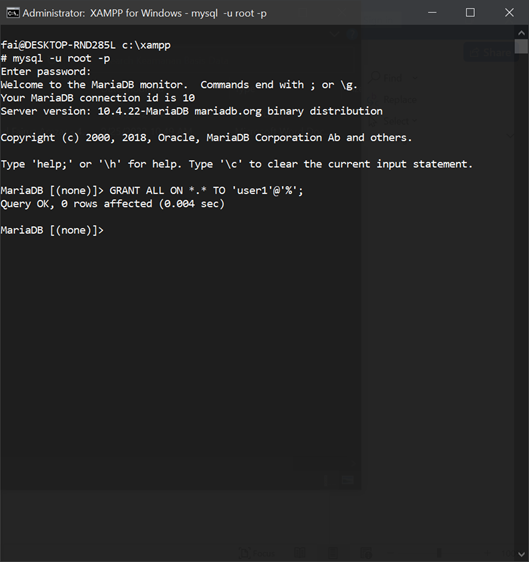 Administrator: XAMPP for Windows - mysql -u root -p
fai@DESKTOP-RND285L c:\xampp
# mysql -u root -p
Enter password:
Welcome to the MariaDB monitor.  Commands end with ; or \g.
Your MariaDB connection id is 10
Server version: 10.4.22-MariaDB mariadb.org binary distribution
Copyright (c) 2000, 2018, Oracle, MariaDB Corporation Ab and others.
Type 'help;' or '\h' for help. Type '\c' to clear the current input statement.
MariaDB [(none)]> GRANT ALL ON *.* TO 'user1'@'%';
Query OK, 0 rows affected (0.004 sec)
MariaDB [(none)]>